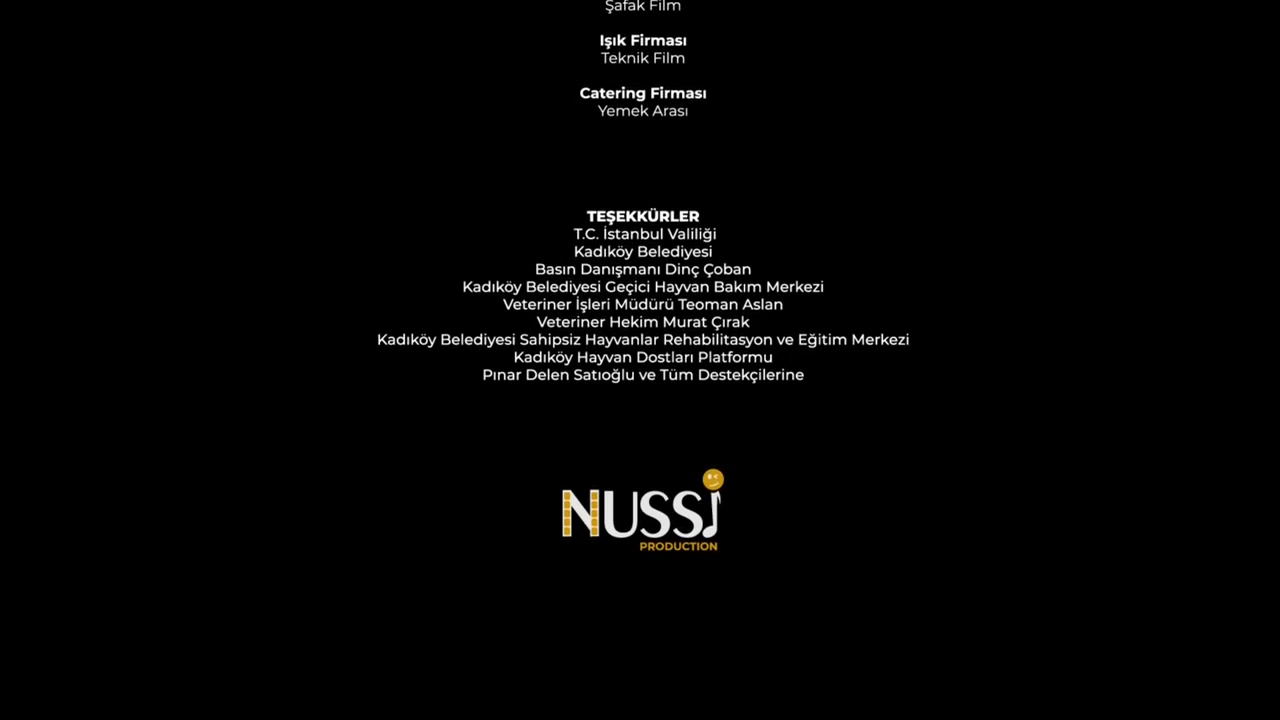 Şafak Film
Işık Firması
Teknik Film
Catering Firması
Yemek Arası
TEŞEKKÜRLER
T.C. İstanbul Valiliği
Kadıköy Belediyesi
Basın Danışmanı Dinç Çoban
Kadıköy Belediyesi Geçici Hayvan Bakım Merkezi
Veteriner İşleri Müdürü Teoman Aslan
Veteriner Hekim Murat Çırak
Kadıköy Belediyesi Sahipsiz Hayvanlar Rehabilitasyon ve Eğitim Merkezi
Kadıköy Hayvan Dostları Platformu
Pınar Delen Satıoğlu ve Tüm Destekçilerine
NUSSi
PRODUCTION